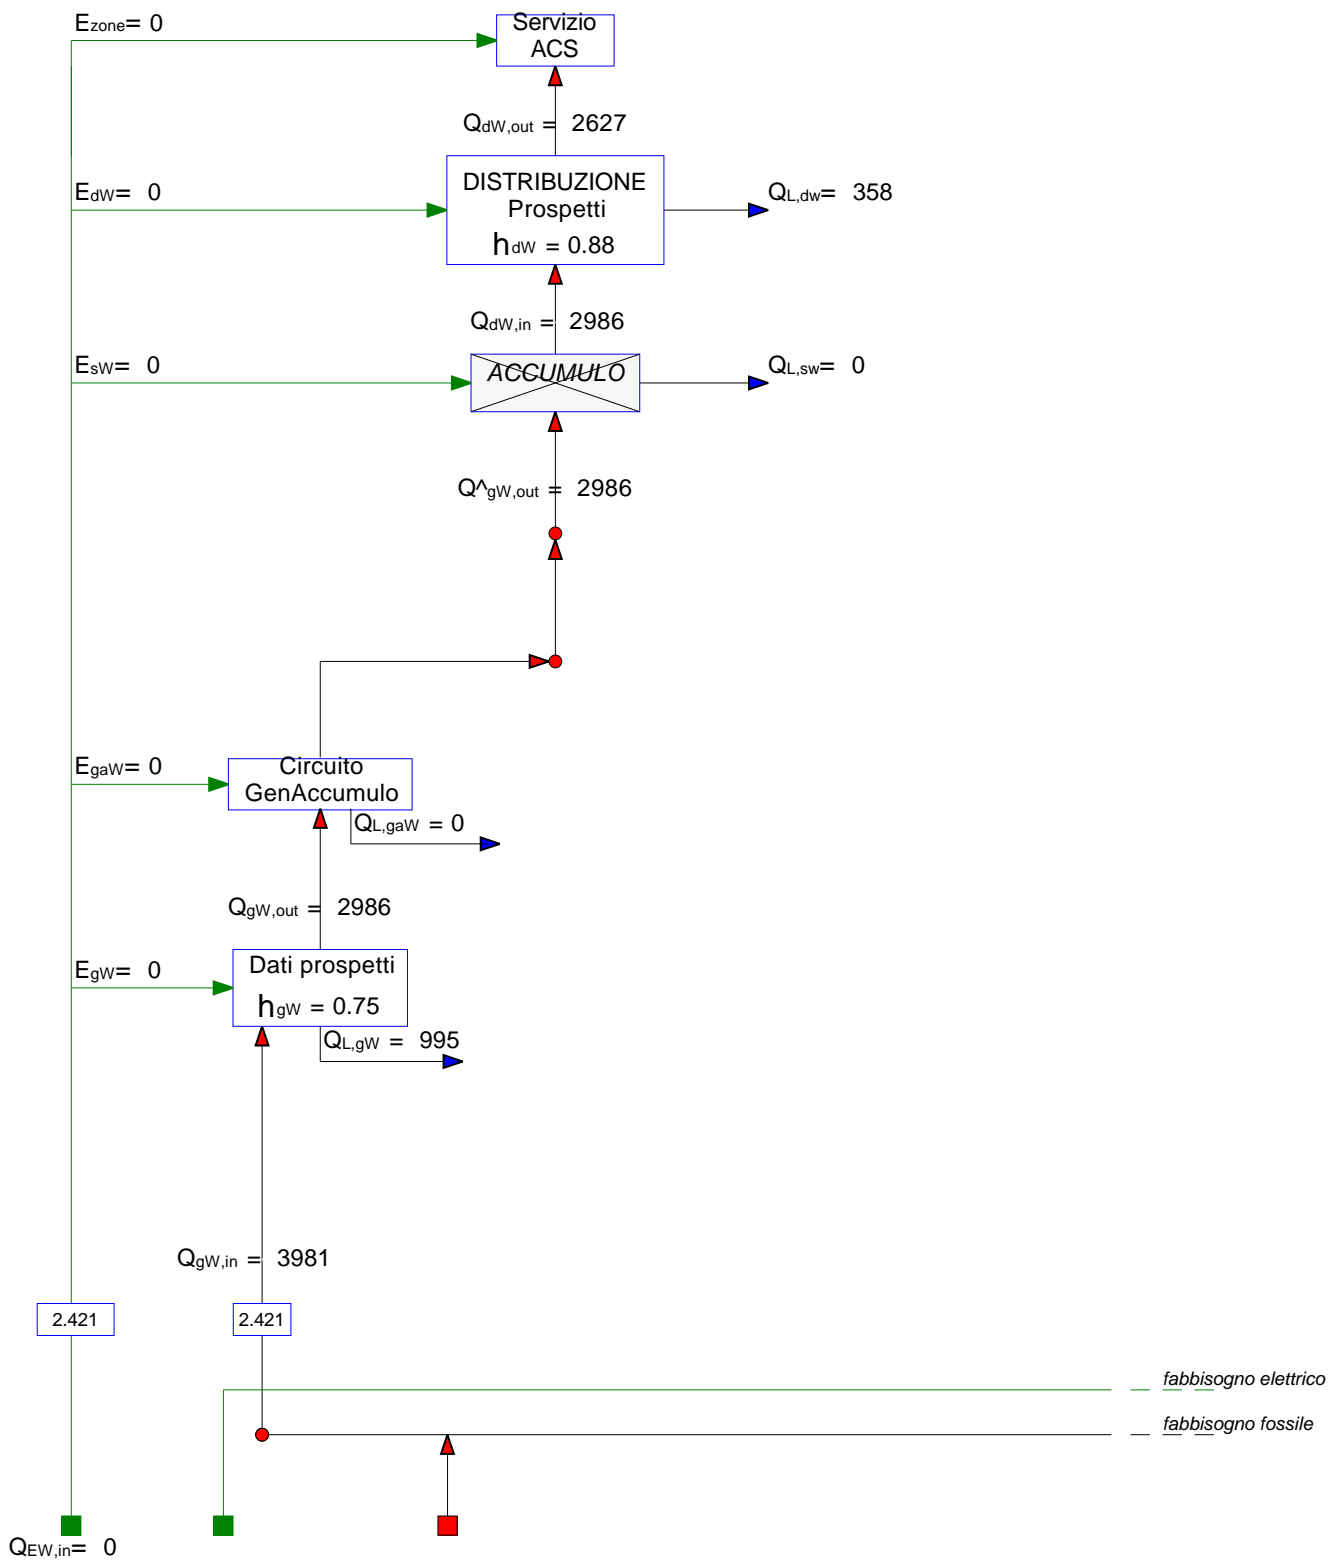 Ezone= 0
Servizio
ACS
QdW,out = 2627
EdW= 0
DISTRIBUZIONE
Prospetti
hdW = 0.88
QL,dw= 358
QdW,in = 2986
EsW= 0
ACCUMULO
QL,sw= 0
Q^gW,out = 2986
EgaW= 0
Circuito
GenAccumulo
QL,gaW = 0
QgW,out = 2986
EgW= 0
Dati prospetti
hgW = 0.75
QL,gW = 995
QgW,in = 3981
2.421
2.421
fabbisogno elettrico
fabbisogno fossile
QEW,in= 0